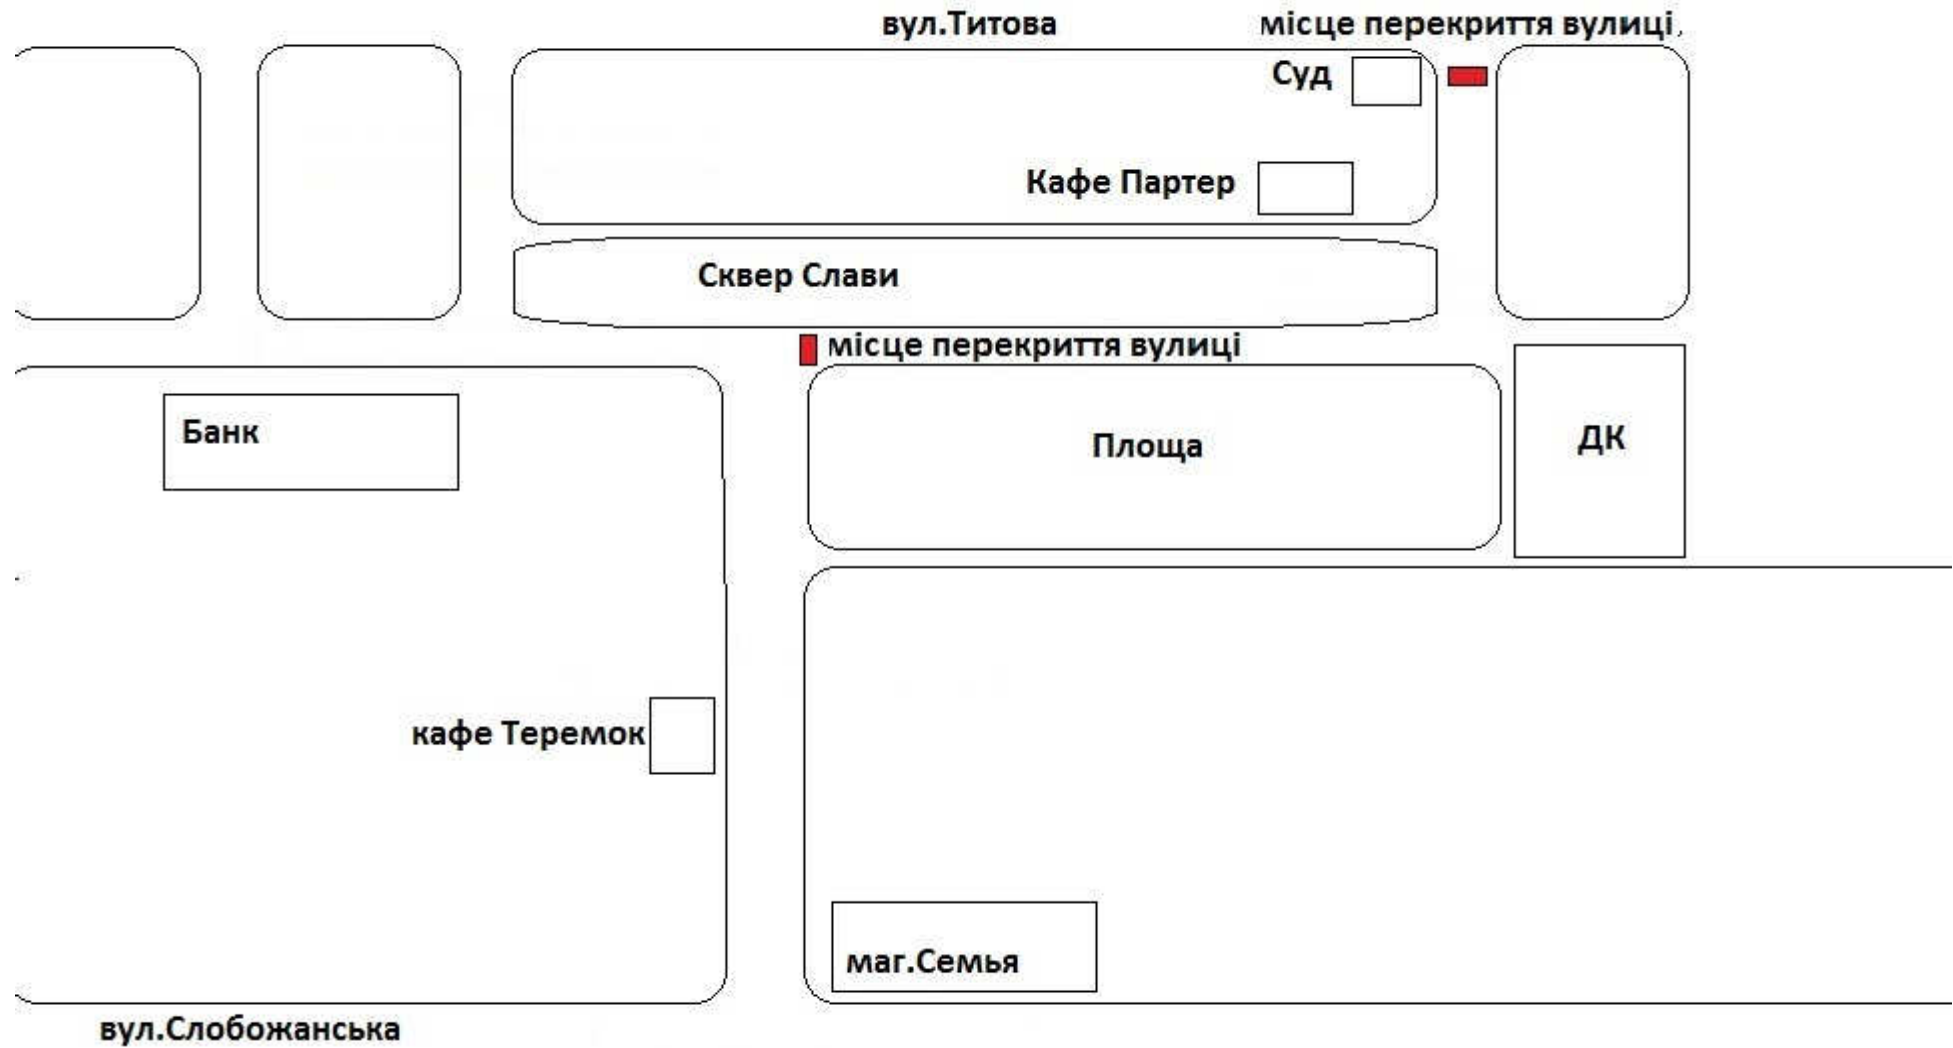 вул.Титова
місце перекриття вулиці,
Суд
Кафе Партер
Сквер Слави
місце перекриття вулиці
Банк
Площа
ДК
кафе Теремок
маг.Семья
вул.Слобожанська